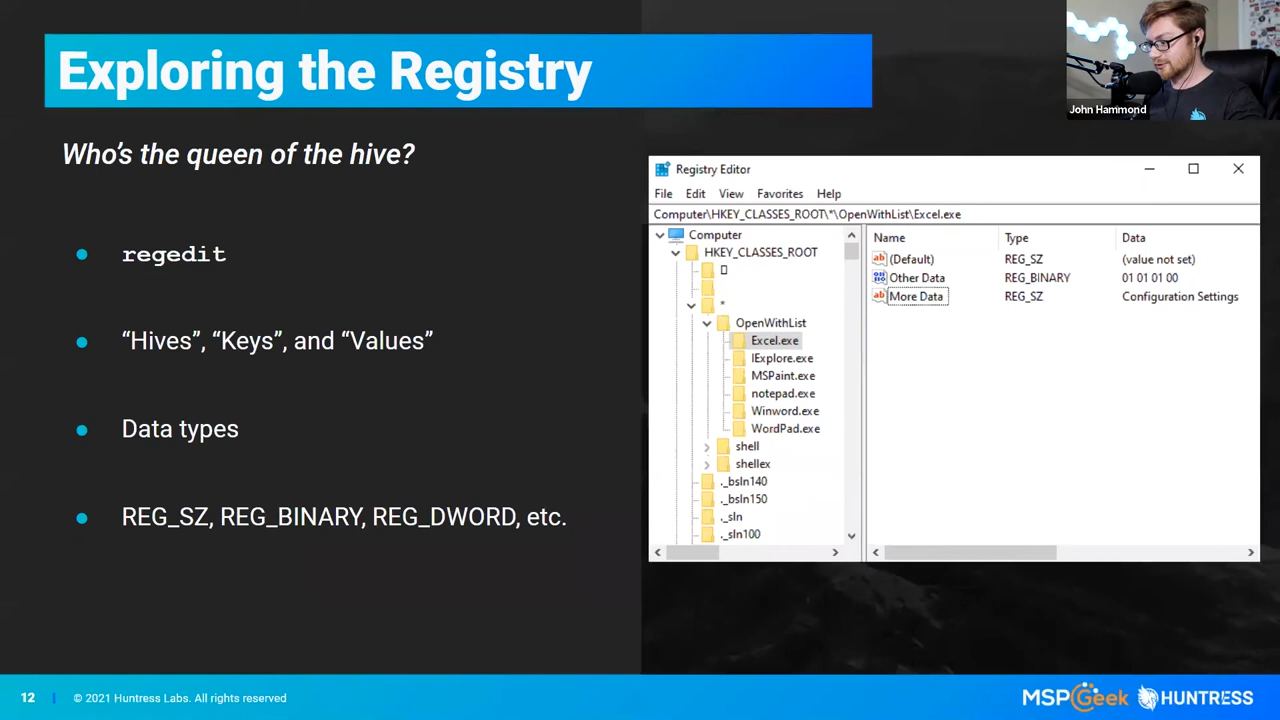 Exploring the Registry
John Hammond
Who's the queen of the hive?
regedit
“Hives”, “Keys”, and “Values”
Data types
REG_SZ, REG_BINARY, REG_DWORD, etc.
Registry Editor
File Edit View Favorites Help
Computer\HKEY_CLASSES_ROOT\*\OpenWithList\Excel.exe
Computer
HKEY_CLASSES_ROOT
*
OpenWithList
Excel.exe
IExplore.exe
MSPaint.exe
notepad.exe
Winword.exe
WordPad.exe
shell
shellex
._bsln140
._bsln150
._sln
._sln100
Name Type Data
(Default) REG_SZ (value not set)
Other Data REG_BINARY 01 01 01 00
More Data REG_SZ Configuration Settings
12 | © 2021 Huntress Labs. All rights reserved
MSPGeek HUNTRESS